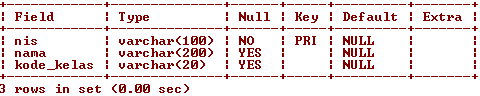 | Field | Type | Null | Key | Default | Extra |
| nis | varchar(100) | NO | PRI | NULL | |
| nama | varchar(200) | YES | | NULL | |
| kode_kelas | varchar(20) | YES | | NULL | |
3 rows in set (0.00 sec)